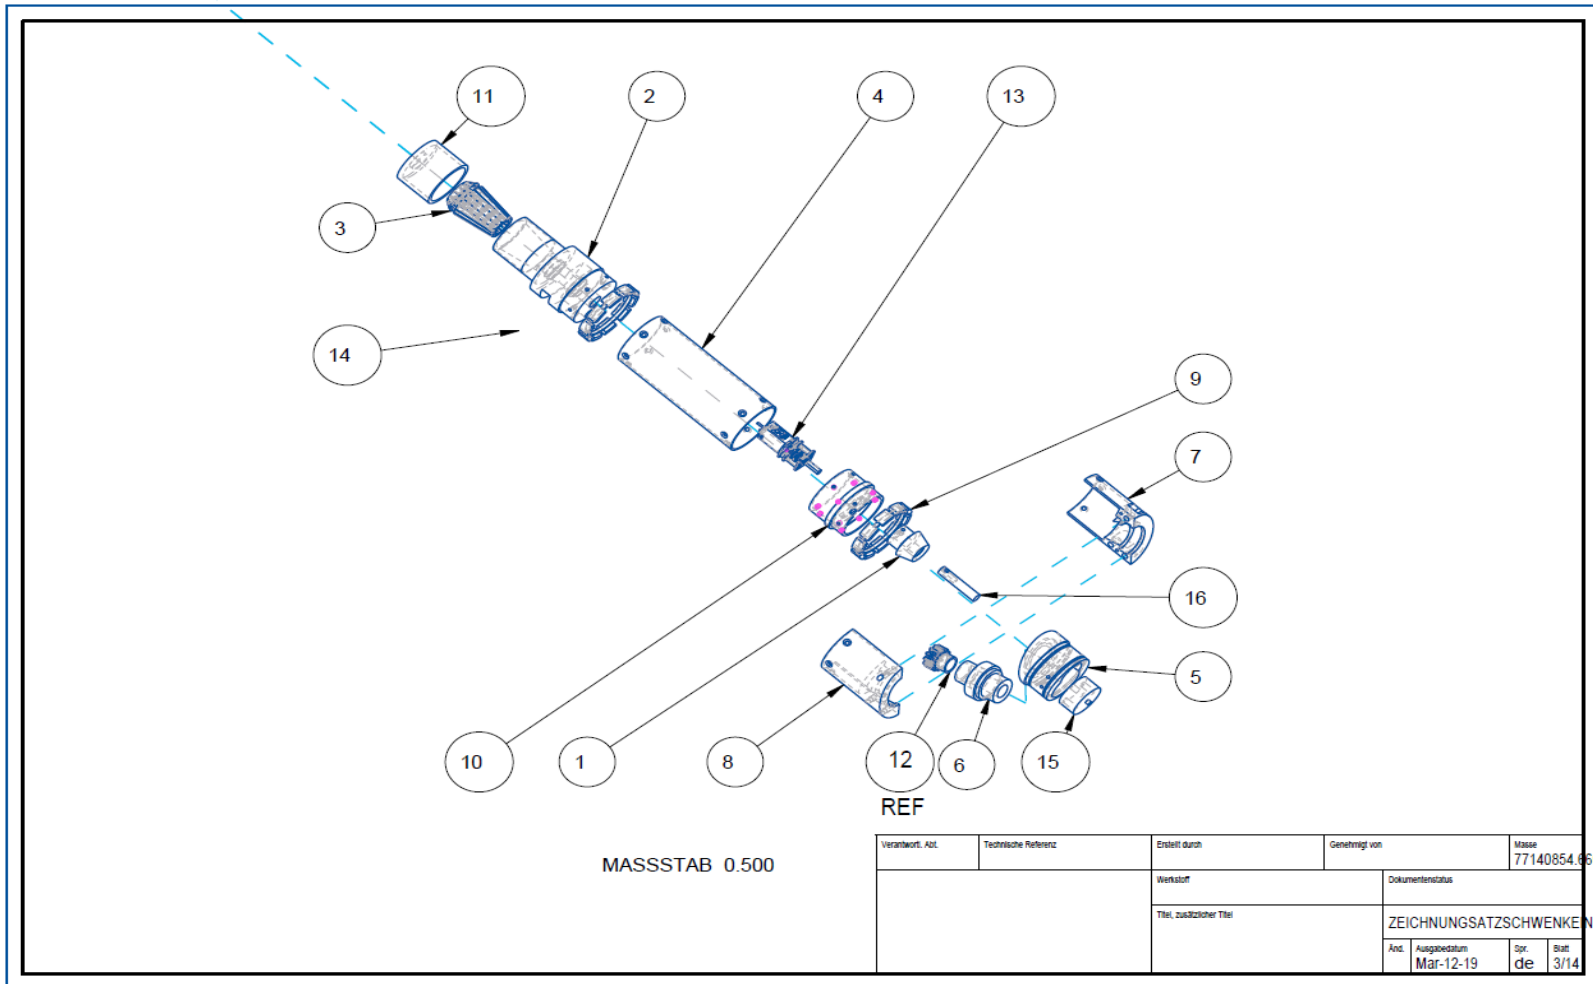 11
2
4
13
3
14
9
7
16
5
10
1
8
12
6
15
REF
MASSSTAB 0.500
Verantwortl. Abt.
Technische Referenz
Erstellt durch
Genehmigt von
Masse
77140854.66
Werkstoff
Dokumentenstatus
Titel, zusätzlicher Titel
ZEICHNUNGSATZSCHWENKEIN
Änd.
Ausgabedatum
Spr.
Blatt
Mar-12-19
de
3/14